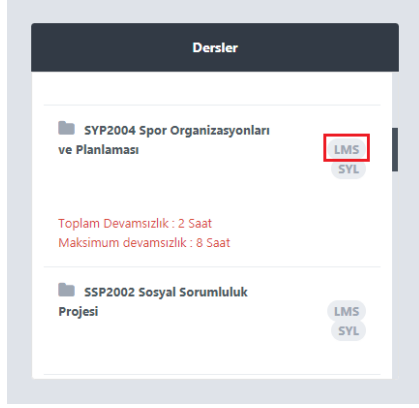 Dersler
SYP2004 Spor Organizasyonları
ve Planlaması
LMS
SYL
Toplam Devamsızlık : 2 Saat
Maksimum devamsızlık : 8 Saat
SSP2002 Sosyal Sorumluluk
Projesi
LMS
SYL